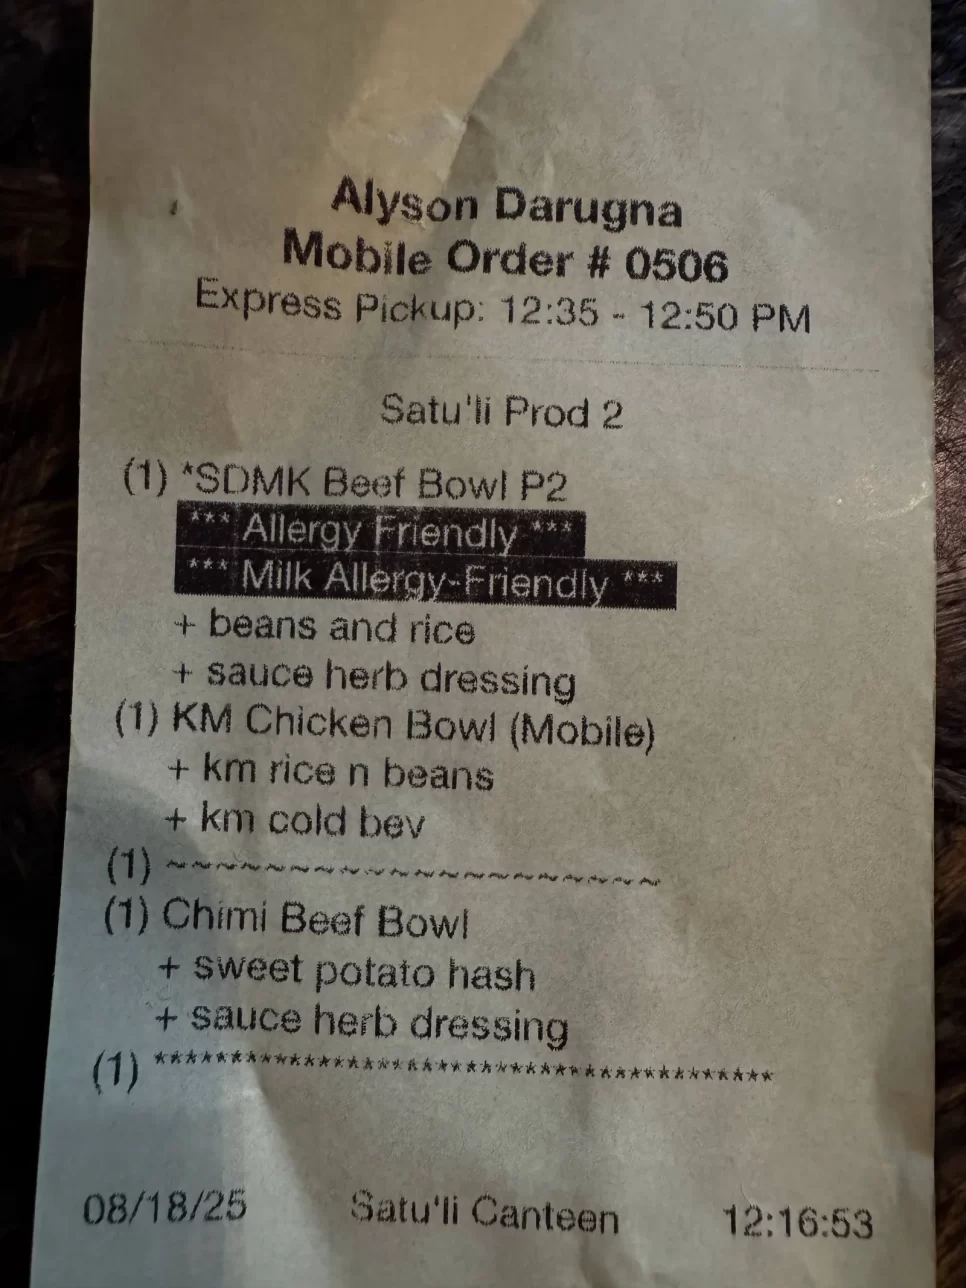 Alyson Darugna
Mobile Order # 0506
Express Pickup: 12:35 - 12:50 PM
Satu'li Prod 2
(1) *SDMK Beef Bowl P2
*** Allergy Friendly ***
*** Milk Allergy-Friendly ***
+ beans and rice
+ sauce herb dressing
(1) KM Chicken Bowl (Mobile)
+ km rice n beans
+ km cold bev
(1) ~~~~~~~~~~~~~~~~~~~~~~~~~~
(1) Chimi Beef Bowl
+ sweet potato hash
+ sauce herb dressing
(1) *****************************************
08/18/25 Satu'li Canteen 12:16:53